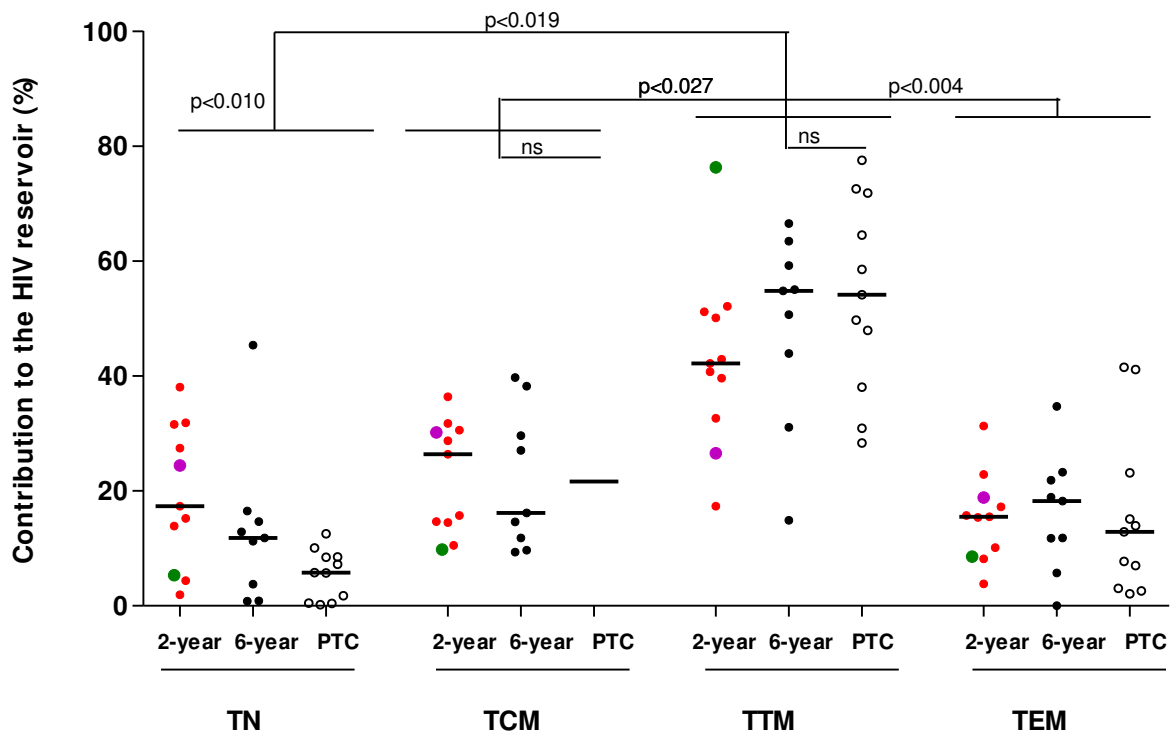 Contribution to the HIV reservoir (%)
100
80
60
40
20
0
p<0.019
p<0.010
p<0.027
p<0.004
ns
ns
2-year 6-year PTC 2-year 6-year PTC 2-year 6-year PTC 2-year 6-year PTC
TN TCM TTM TEM